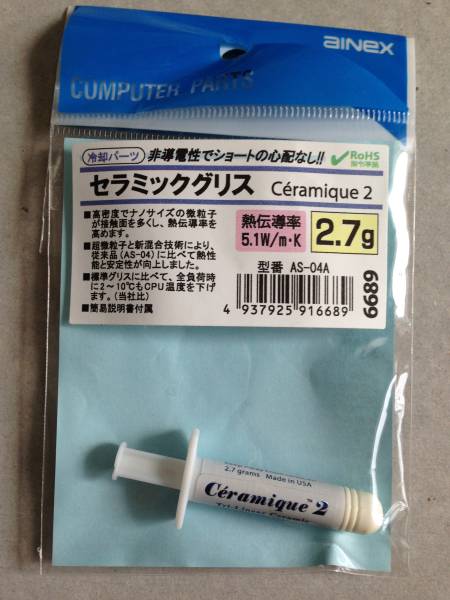 ainex
COMPUTER PARTS
冷却パーツ 非導電性でショートの心配なし!!
RoHS
指令準拠
セラミックグリス Céramique 2
■高密度でナノサイズの微粒子
が接触面を多くし、熱伝導率を
高めます。
■超微粒子と新混合技術により、
従来品(AS-04)に比べて熱性
能と安定性が向上しました。
■標準グリスに比べて、全負荷時
に2~10℃もCPU温度を下げ
ます。(当社比)
■簡易説明書付属
熱伝導率
5.1W/m・K
2.7g
型番 AS-04A
4 937925 916689
6689
2.7 grams Made in USA
Céramique™ 2
Tri-Linear Ceramic